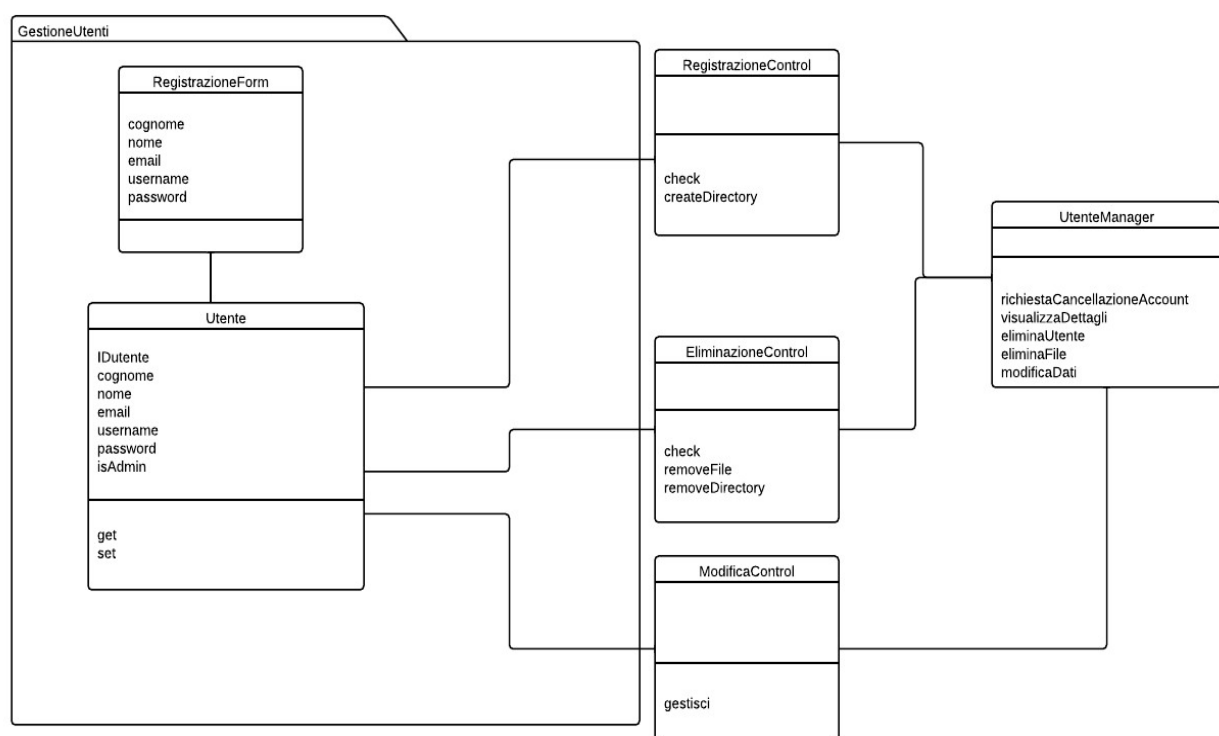 GestioneUtenti
RegistrazioneForm
cognome
nome
email
username
password
Utente
IDutente
cognome
nome
email
username
password
isAdmin
get
set
RegistrazioneControl
check
createDirectory
EliminazioneControl
check
removeFile
removeDirectory
ModificaControl
gestisci
UtenteManager
richiestaCancellazioneAccount
visualizzaDettagli
eliminaUtente
eliminaFile
modificaDati